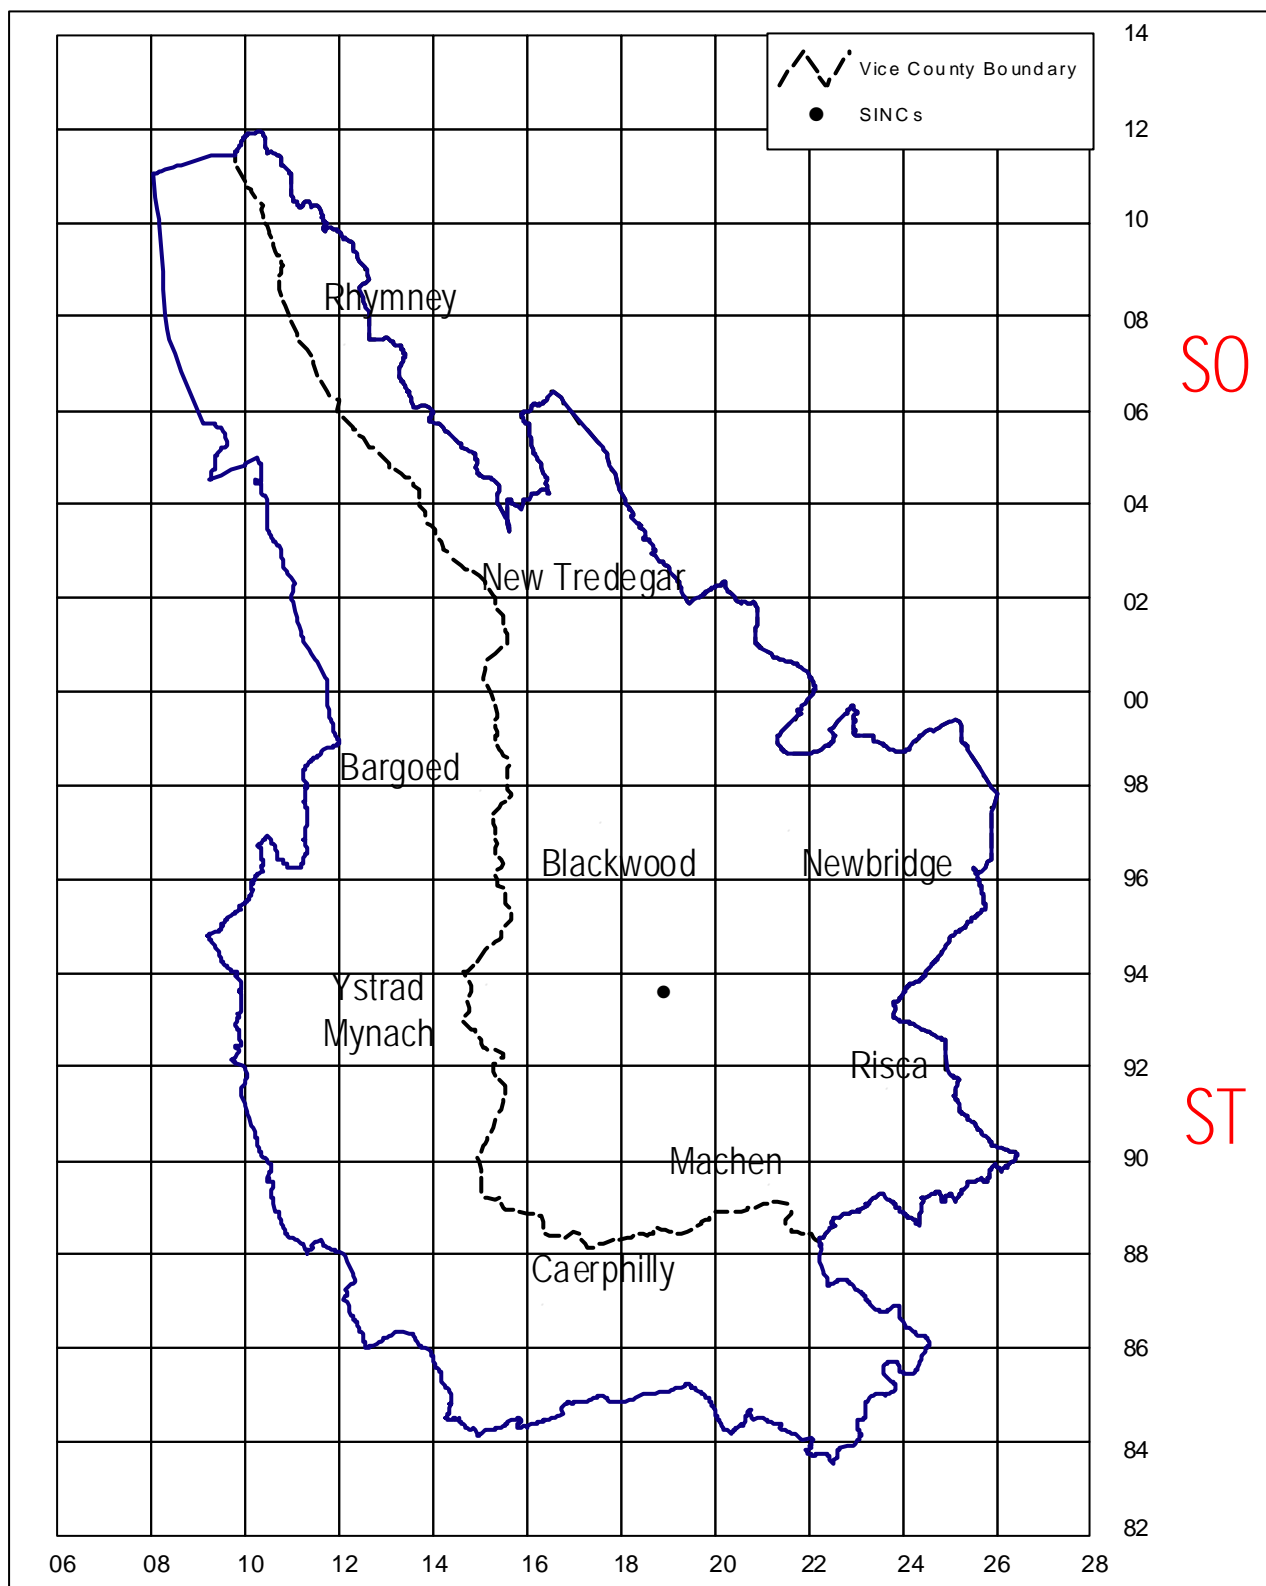 14
Vice County Boundary
SINCs
12
10
Rhymney
08
SO
06
04
New Tredegar
02
00
Bargoed
98
Blackwood
Newbridge
96
94
Ystrad
Mynach
Risca
92
ST
Machen
90
88
Caerphilly
86
84
82
06 08 10 12 14 16 18 20 22 24 26 28